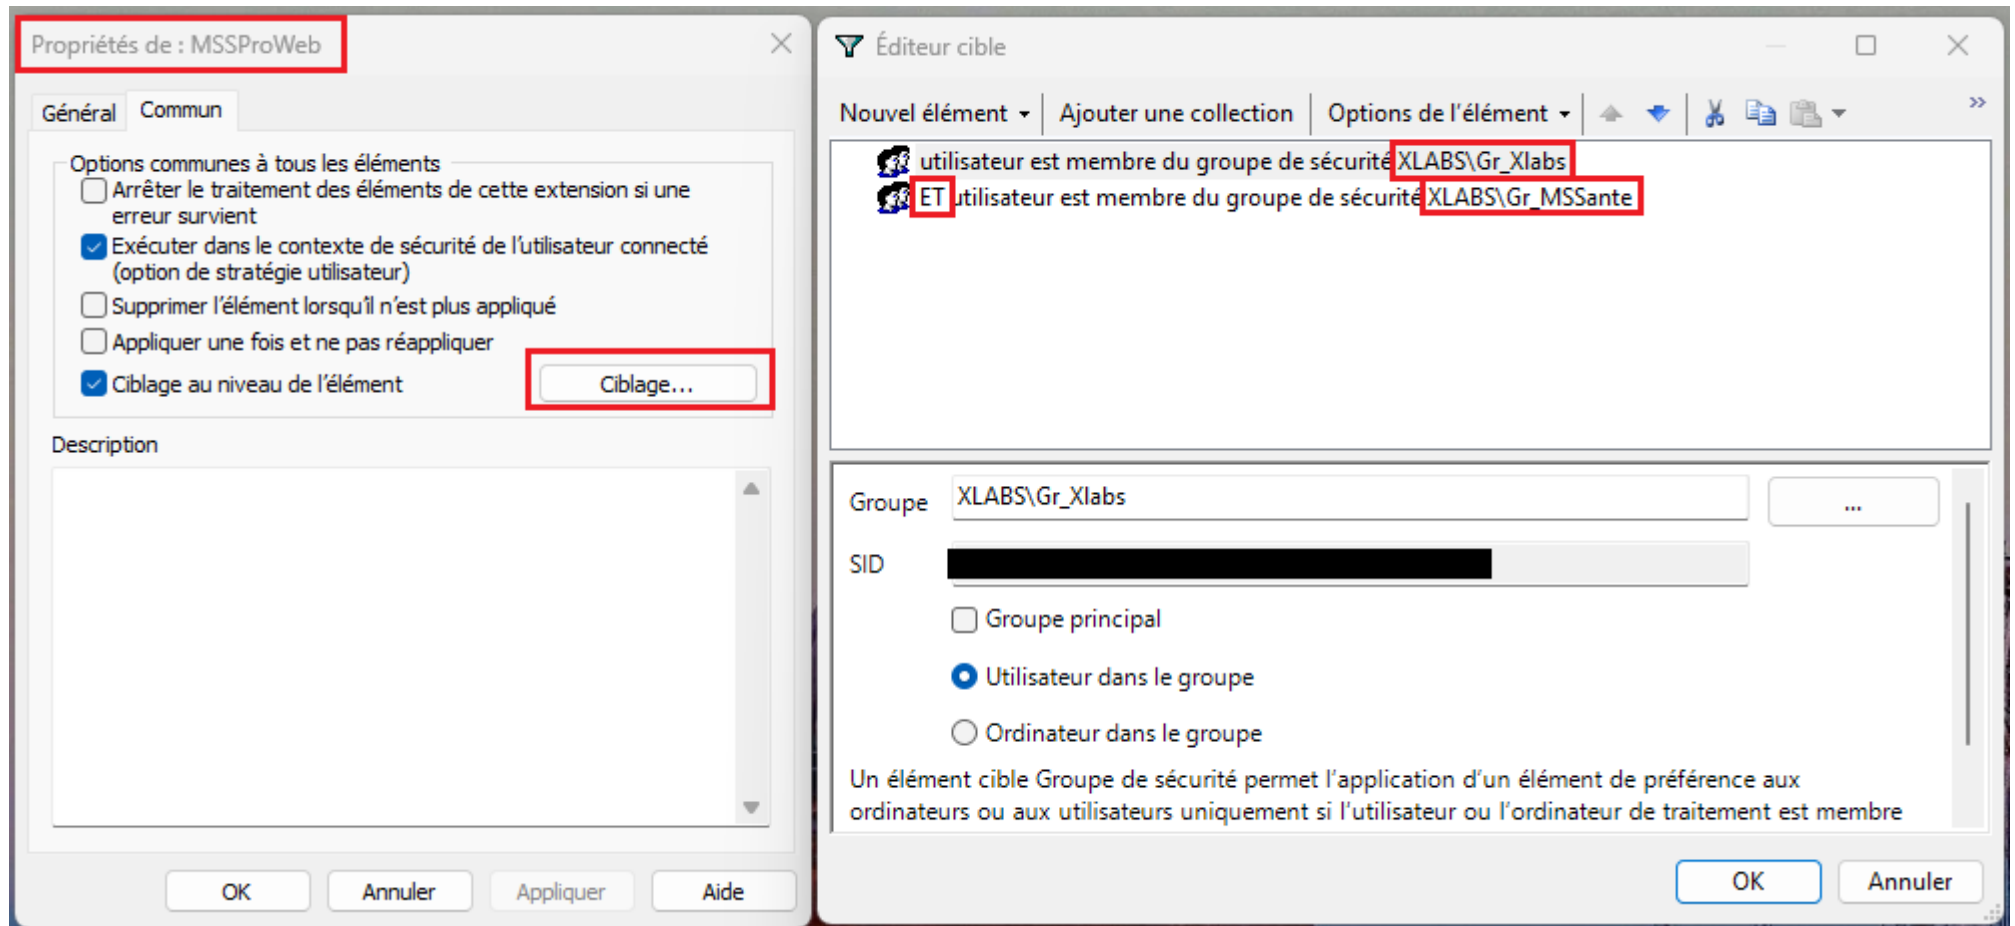 Propriétés de : MSSProWeb
Général
Commun
Options communes à tous les éléments
Arrêter le traitement des éléments de cette extension si une
erreur survient
Exécuter dans le contexte de sécurité de l'utilisateur connecté
(option de stratégie utilisateur)
Supprimer l'élément lorsqu'il n'est plus appliqué
Appliquer une fois et ne pas réappliquer
Ciblage au niveau de l'élément
Ciblage...
Description
OK
Annuler
Appliquer
Aide
Éditeur cible
Nouvel élément
Ajouter une collection
Options de l'élément
utilisateur est membre du groupe de sécurité XLABS\Gr_Xlabs
ET utilisateur est membre du groupe de sécurité XLABS\Gr_MSSante
Groupe
XLABS\Gr_Xlabs
...
SID
Groupe principal
Utilisateur dans le groupe
Ordinateur dans le groupe
Un élément cible Groupe de sécurité permet l'application d'un élément de préférence aux
ordinateurs ou aux utilisateurs uniquement si l'utilisateur ou l'ordinateur de traitement est membre
OK
Annuler